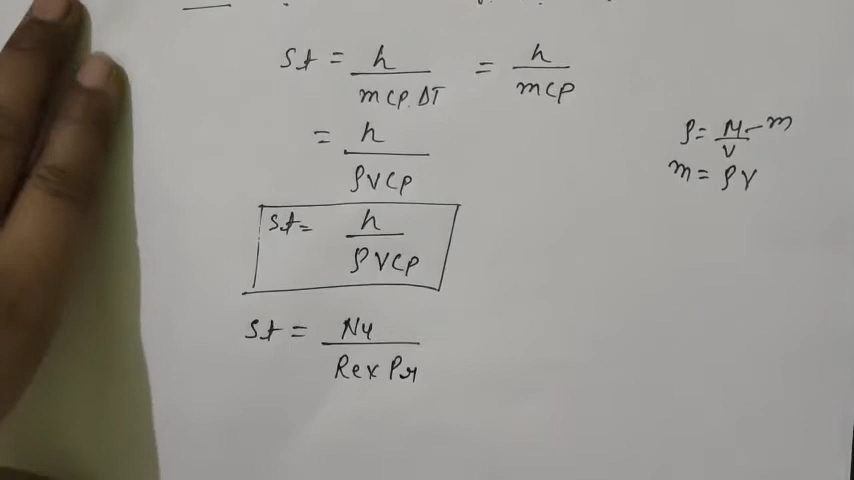 St = h / mCp.ΔT = h / mCp
= h / ρVCp
St = h / ρVCp
St = Nu / Re x Pr
ρ = M/V - m
m = ρV